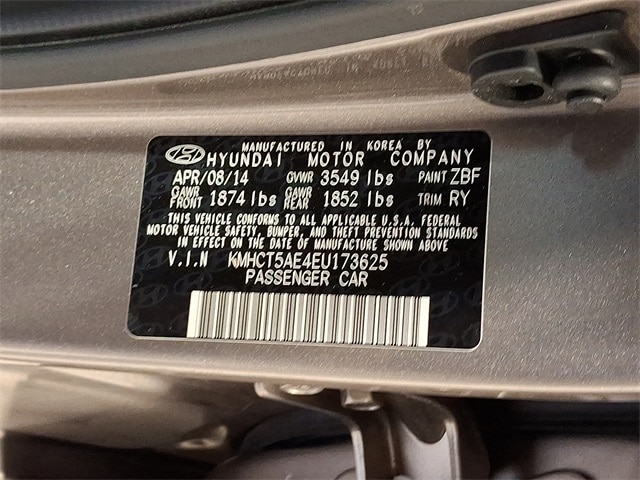 MANUFACTURED IN KOREA BY
HYUNDAI MOTOR COMPANY
APR/08/14 GVWR 3549 lbs PAINT ZBF
GAWR FRONT 1874 lbs GAWR REAR 1852 lbs TRIM RY
THIS VEHICLE CONFORMS TO ALL APPLICABLE U.S.A. FEDERAL
MOTOR VEHICLE SAFETY, BUMPER, AND THEFT PREVENTION STANDARDS
IN EFFECT ON THE DATE OF MANUFACTURE SHOWN ABOVE
V.I.N KMHCT5AE4EU173625
PASSENGER CAR